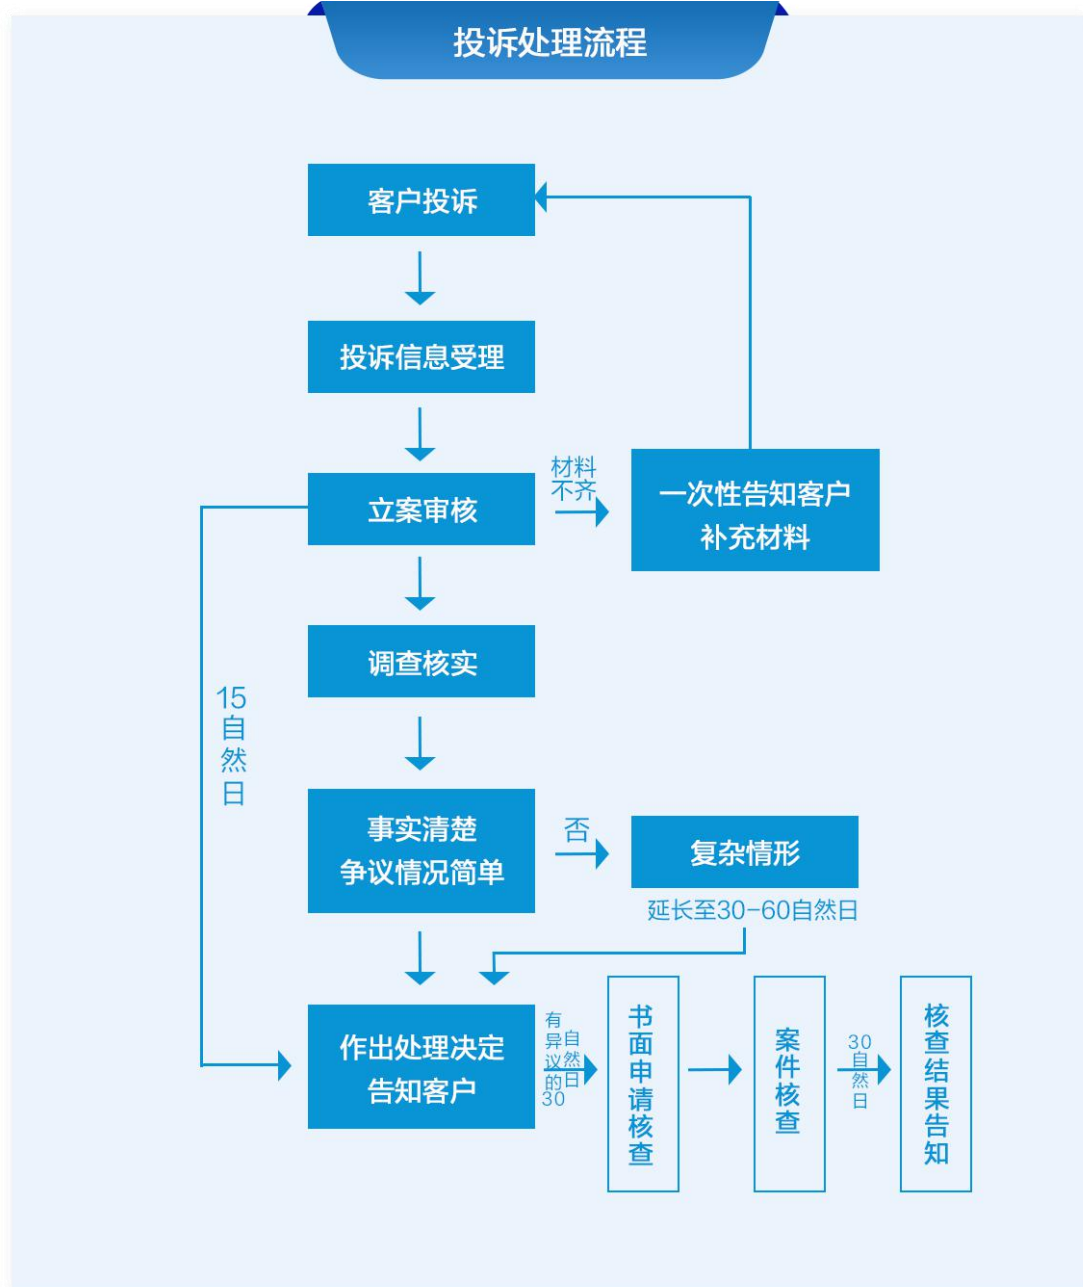 投诉处理流程
客户投诉
投诉信息受理
立案审核
材料
不齐
一次性告知客户
补充材料
调查核实
15
自然日
事实清楚
争议情况简单
否
复杂情形
延长至30-60自然日
作出处理决定
告知客户
有异议的30
自然日
书面申请核查
案件核查
30
自然日
核查结果告知